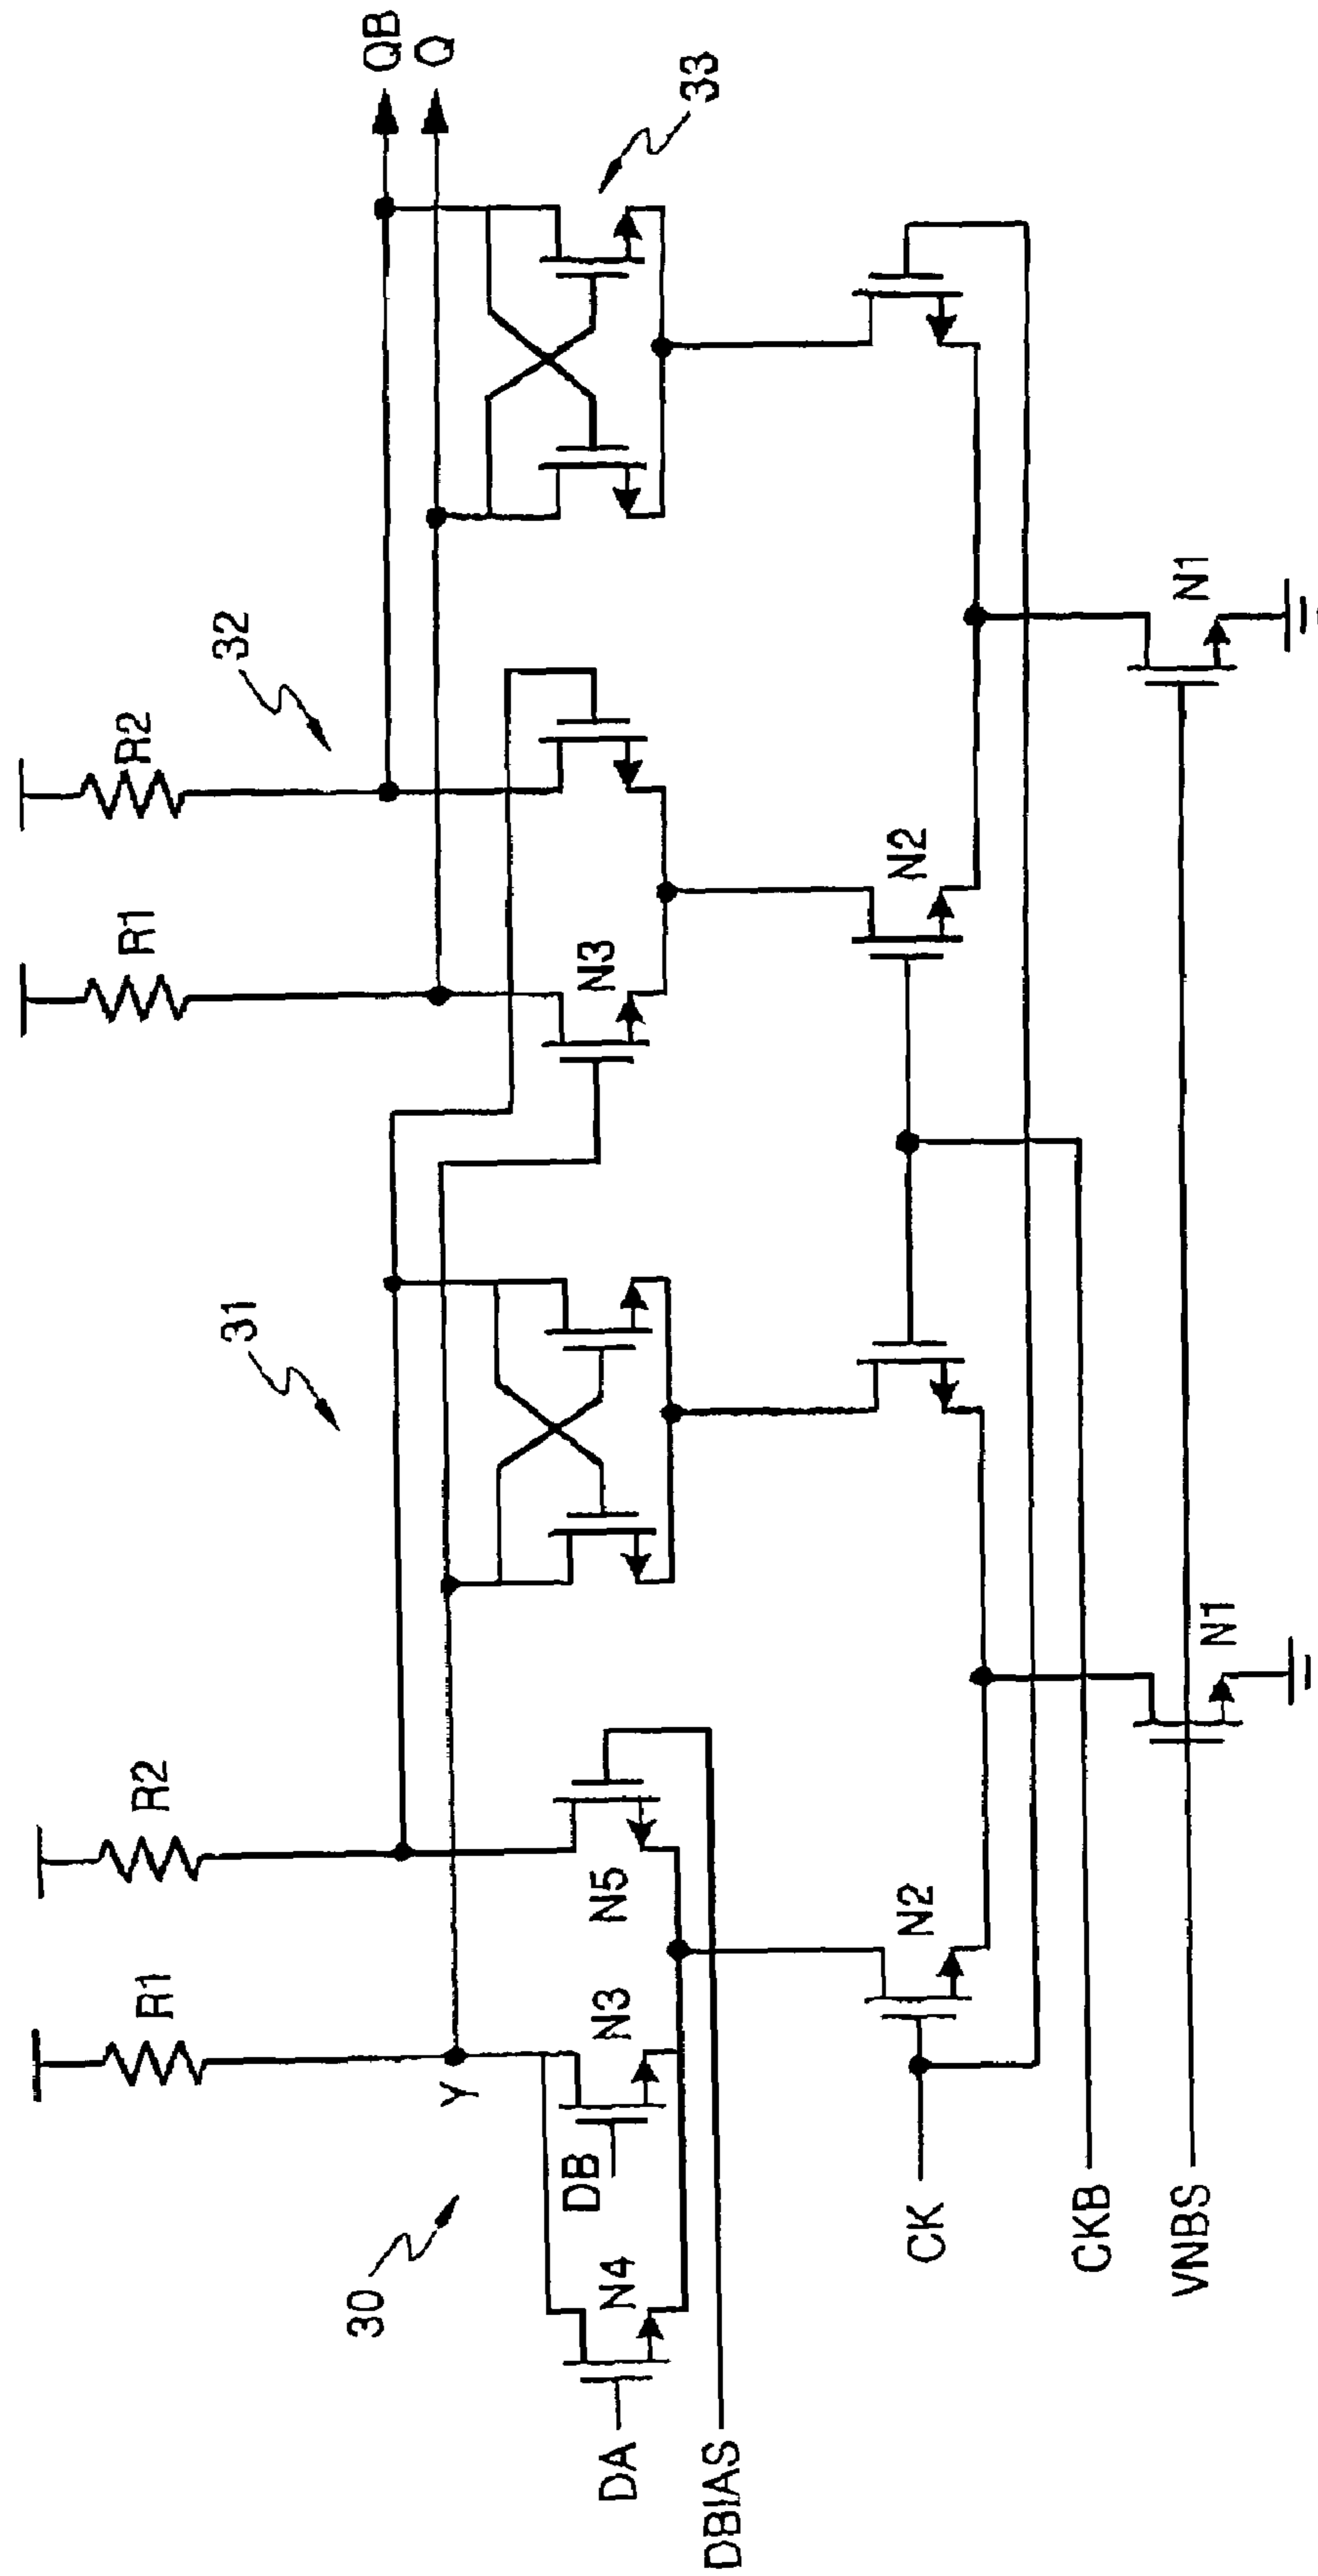 R1
R2
R1
R2
32
QB
Q
31
33
30
Y
DA
N4
DB
N3
N5
N3
DBIAS
CK
N2
N2
CKB
VNBS
N1
N1